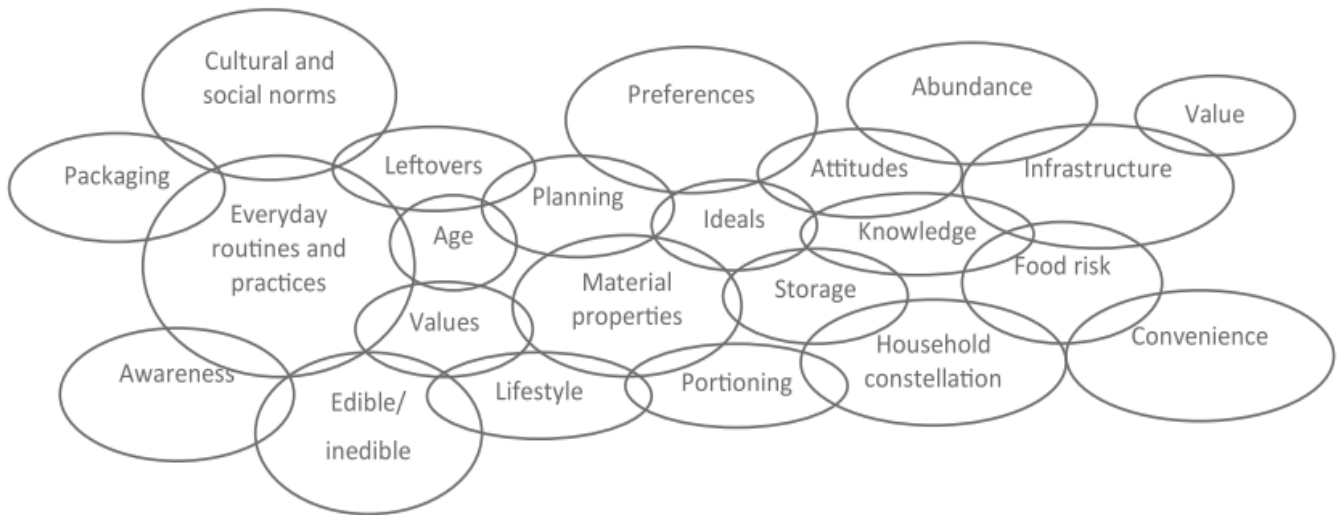 Cultural and
social norms
Preferences
Abundance
Value
Packaging
Leftovers
Attitudes
Infrastructure
Planning
Everyday
routines and
practices
Age
Ideals
Knowledge
Food risk
Material
properties
Storage
Values
Convenience
Household
constellation
Awareness
Edible/
inedible
Lifestyle
Portioning